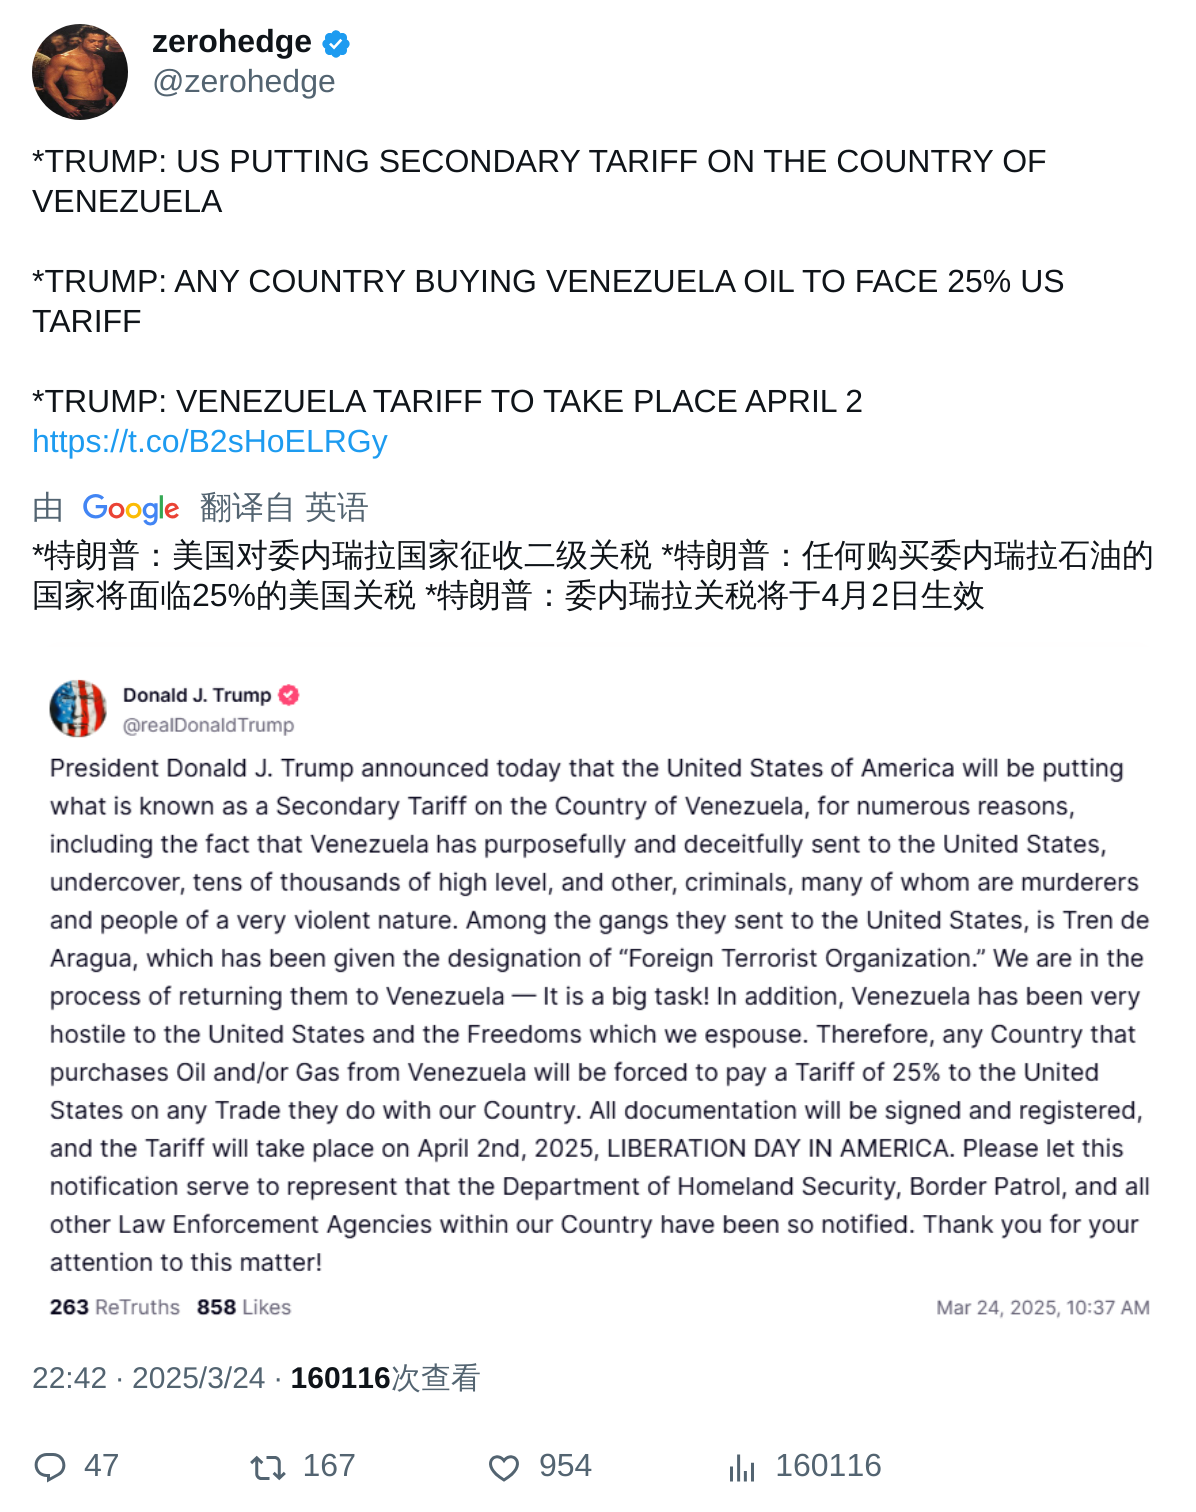 zerohedge
@zerohedge
*TRUMP: US PUTTING SECONDARY TARIFF ON THE COUNTRY OF
VENEZUELA
*TRUMP: ANY COUNTRY BUYING VENEZUELA OIL TO FACE 25% US
TARIFF
*TRUMP: VENEZUELA TARIFF TO TAKE PLACE APRIL 2
https://t.co/B2sHoELRGy
由 Google 翻译自 英语
*特朗普：美国对委内瑞拉国家征收二级关税 *特朗普：任何购买委内瑞拉石油的
国家将面临25%的美国关税 *特朗普：委内瑞拉关税将于4月2日生效
Donald J. Trump
@realDonaldTrump
President Donald J. Trump announced today that the United States of America will be putting
what is known as a Secondary Tariff on the Country of Venezuela, for numerous reasons,
including the fact that Venezuela has purposefully and deceitfully sent to the United States,
undercover, tens of thousands of high level, and other, criminals, many of whom are murderers
and people of a very violent nature. Among the gangs they sent to the United States, is Tren de
Aragua, which has been given the designation of “Foreign Terrorist Organization.” We are in the
process of returning them to Venezuela — It is a big task! In addition, Venezuela has been very
hostile to the United States and the Freedoms which we espouse. Therefore, any Country that
purchases Oil and/or Gas from Venezuela will be forced to pay a Tariff of 25% to the United
States on any Trade they do with our Country. All documentation will be signed and registered,
and the Tariff will take place on April 2nd, 2025, LIBERATION DAY IN AMERICA. Please let this
notification serve to represent that the Department of Homeland Security, Border Patrol, and all
other Law Enforcement Agencies within our Country have been so notified. Thank you for your
attention to this matter!
263 ReTruths 858 Likes Mar 24, 2025, 10:37 AM
22:42 · 2025/3/24 · 160116次查看
47 167 954 160116